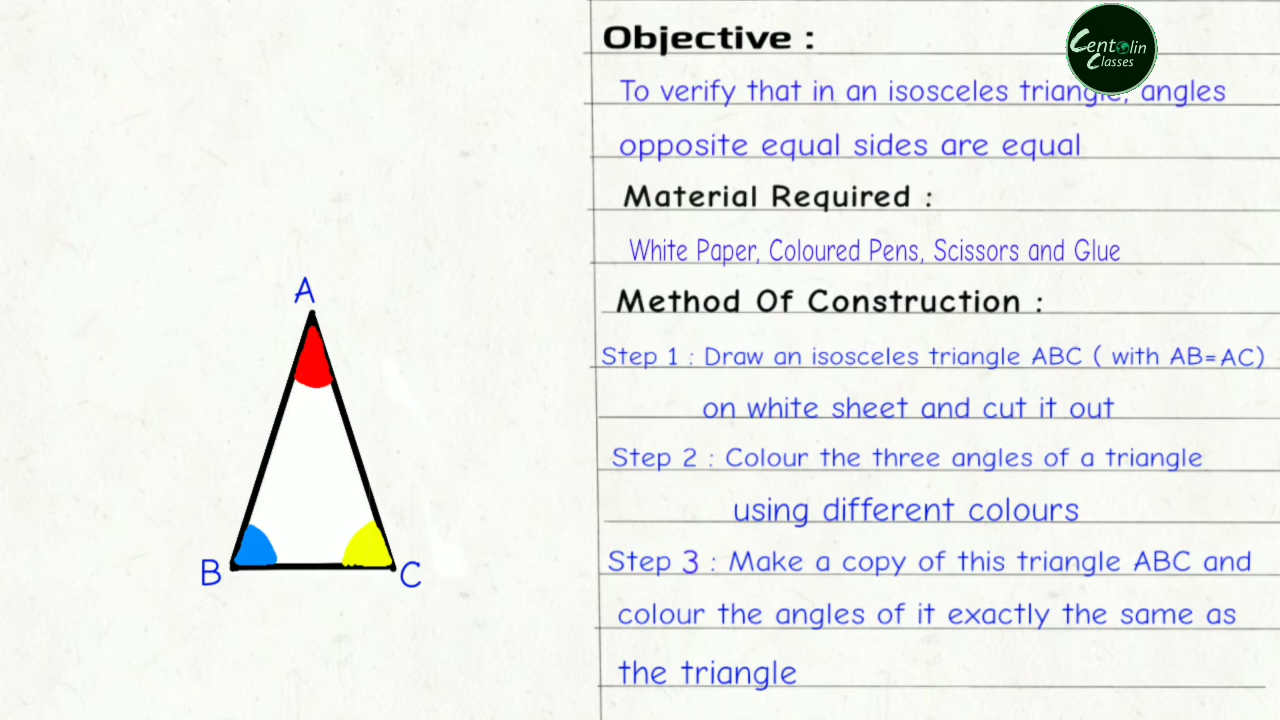 Objective :
Centolin
Classes
To verify that in an isosceles triangle, angles
opposite equal sides are equal
Material Required :
White Paper, Coloured Pens, Scissors and Glue
Method Of Construction :
Step 1 : Draw an isosceles triangle ABC ( with AB=AC)
on white sheet and cut it out
Step 2 : Colour the three angles of a triangle
using different colours
Step 3 : Make a copy of this triangle ABC and
colour the angles of it exactly the same as
the triangle
A
B
C